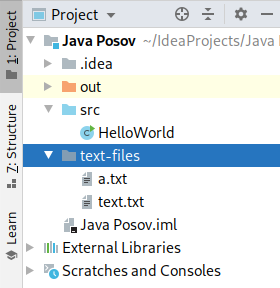 Project
Java Posov ~/IdeaProjects/Java
.idea
out
src
HelloWorld
text-files
a.txt
text.txt
Java Posov.iml
External Libraries
Scratches and Consoles
1: Project
7: Structure
Learn